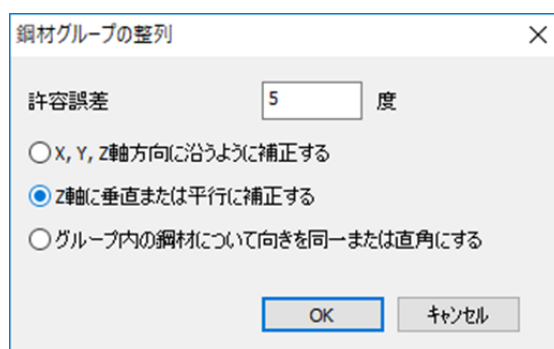 鋼材グループの整列
許容誤差 5 度
X, Y, Z軸方向に沿うように補正する
Z軸に垂直または平行に補正する
グループ内の鋼材について向きを同一または直角にする
OK キャンセル